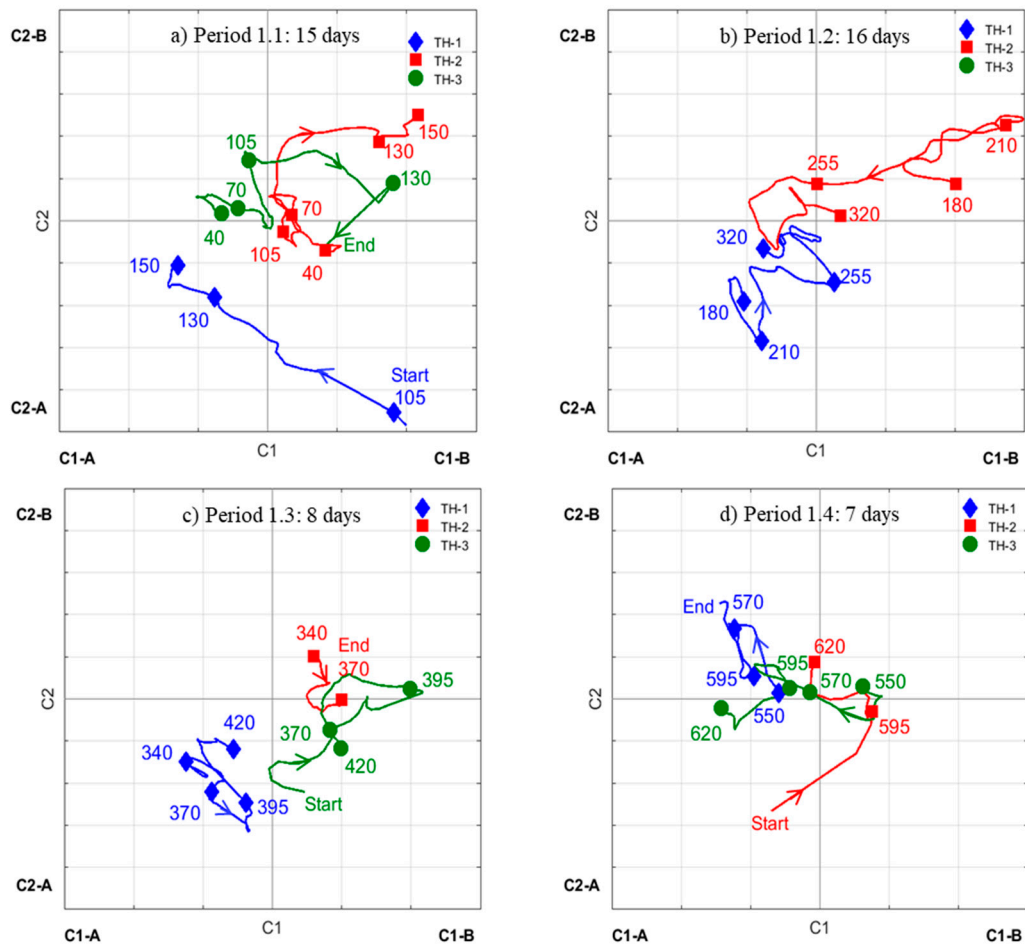 C2-B
a) Period 1.1: 15 days
TH-1
TH-2
TH-3
105
150
130
130
70
70
C2
40
End
105
40
150
130
Start
105
C2-A
C1
C1-A
C1-B
C2-B
b) Period 1.2: 16 days
TH-1
TH-2
TH-3
210
255
180
C2
320
320
255
180
210
C2-A
C1
C1-A
C1-B
C2-B
c) Period 1.3: 8 days
TH-1
TH-2
TH-3
340
End
370
395
C2
420
370
340
420
370
395
Start
C2-A
C1
C1-A
C1-B
C2-B
d) Period 1.4: 7 days
TH-1
TH-2
TH-3
End
570
620
595
595
570
550
C2
550
620
595
Start
C2-A
C1
C1-A
C1-B